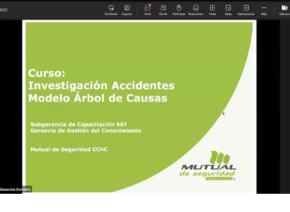 Curso:
Investigación Accidentes
Modelo Árbol de Causas
Subgerencia de Capacitación SST
Gerencia de Gestión del Conocimiento
Mutual de Seguridad CChC
MUTUAL
de seguridad